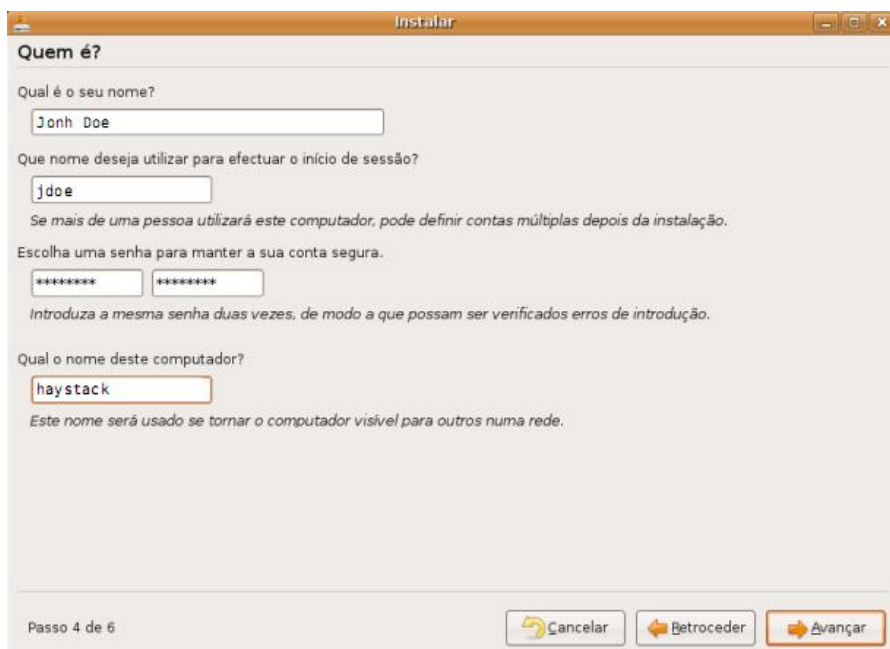 Instalar
Quem é?
Qual é o seu nome?
Jonh Doe
Que nome deseja utilizar para efectuar o início de sessão?
jdoe
Se mais de uma pessoa utilizará este computador, pode definir contas múltiplas depois da instalação.
Escolha uma senha para manter a sua conta segura.
******** ********
Introduza a mesma senha duas vezes, de modo a que possam ser verificados erros de introdução.
Qual o nome deste computador?
haystack
Este nome será usado se tornar o computador visível para outros numa rede.
Passo 4 de 6 Cancelar Retroceder Avançar